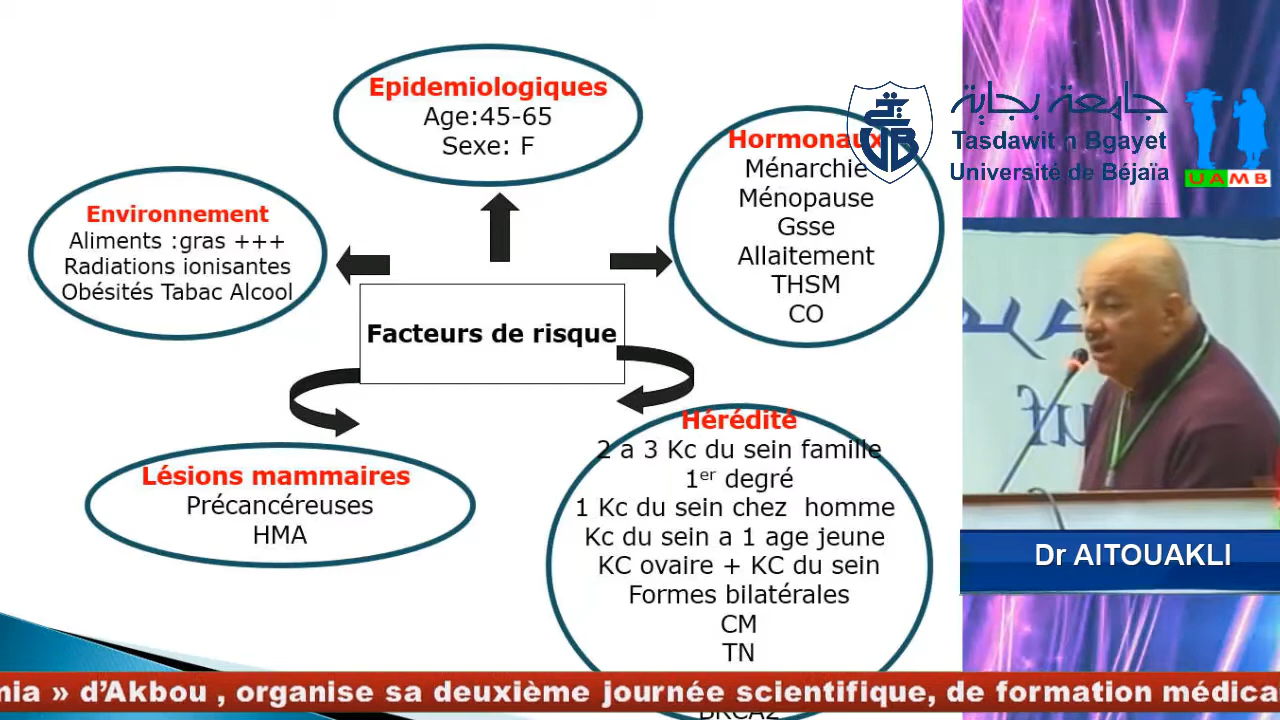 Epidemiologiques
Age:45-65
Sexe: F
Hormonaux
Ménarchie
Ménopause
Gsse
Allaitement
THSM
CO
Environnement
Aliments :gras +++
Radiations ionisantes
Obésités Tabac Alcool
Facteurs de risque
Lésions mammaires
Précancéreuses
HMA
Hérédité
2 a 3 Kc du sein famille
1er degré
1 Kc du sein chez homme
Kc du sein a 1 age jeune
KC ovaire + KC du sein
Formes bilatérales
CM
TN
BRCA2
جامعة بجاية
Tasdawit n Bgayet
Université de Béjaïa
UAMB
Dr AITOUAKLI
mia » d’Akbou , organise sa deuxième journée scientifique, de formation médica